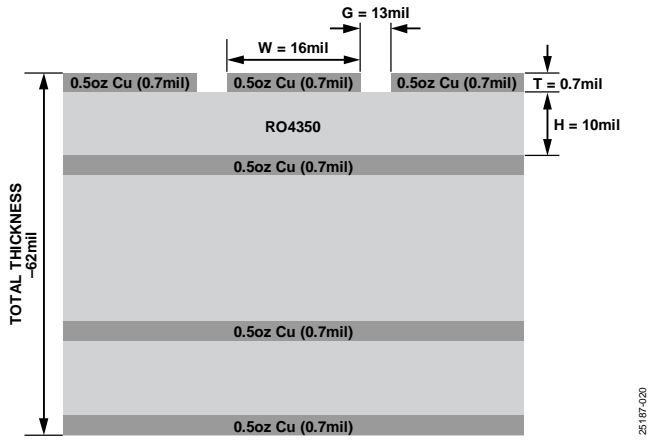 G = 13mil
W = 16mil
0.5oz Cu (0.7mil)
0.5oz Cu (0.7mil)
0.5oz Cu (0.7mil)
T = 0.7mil
RO4350
H = 10mil
0.5oz Cu (0.7mil)
TOTAL THICKNESS
–62mil
0.5oz Cu (0.7mil)
0.5oz Cu (0.7mil)
25187-020